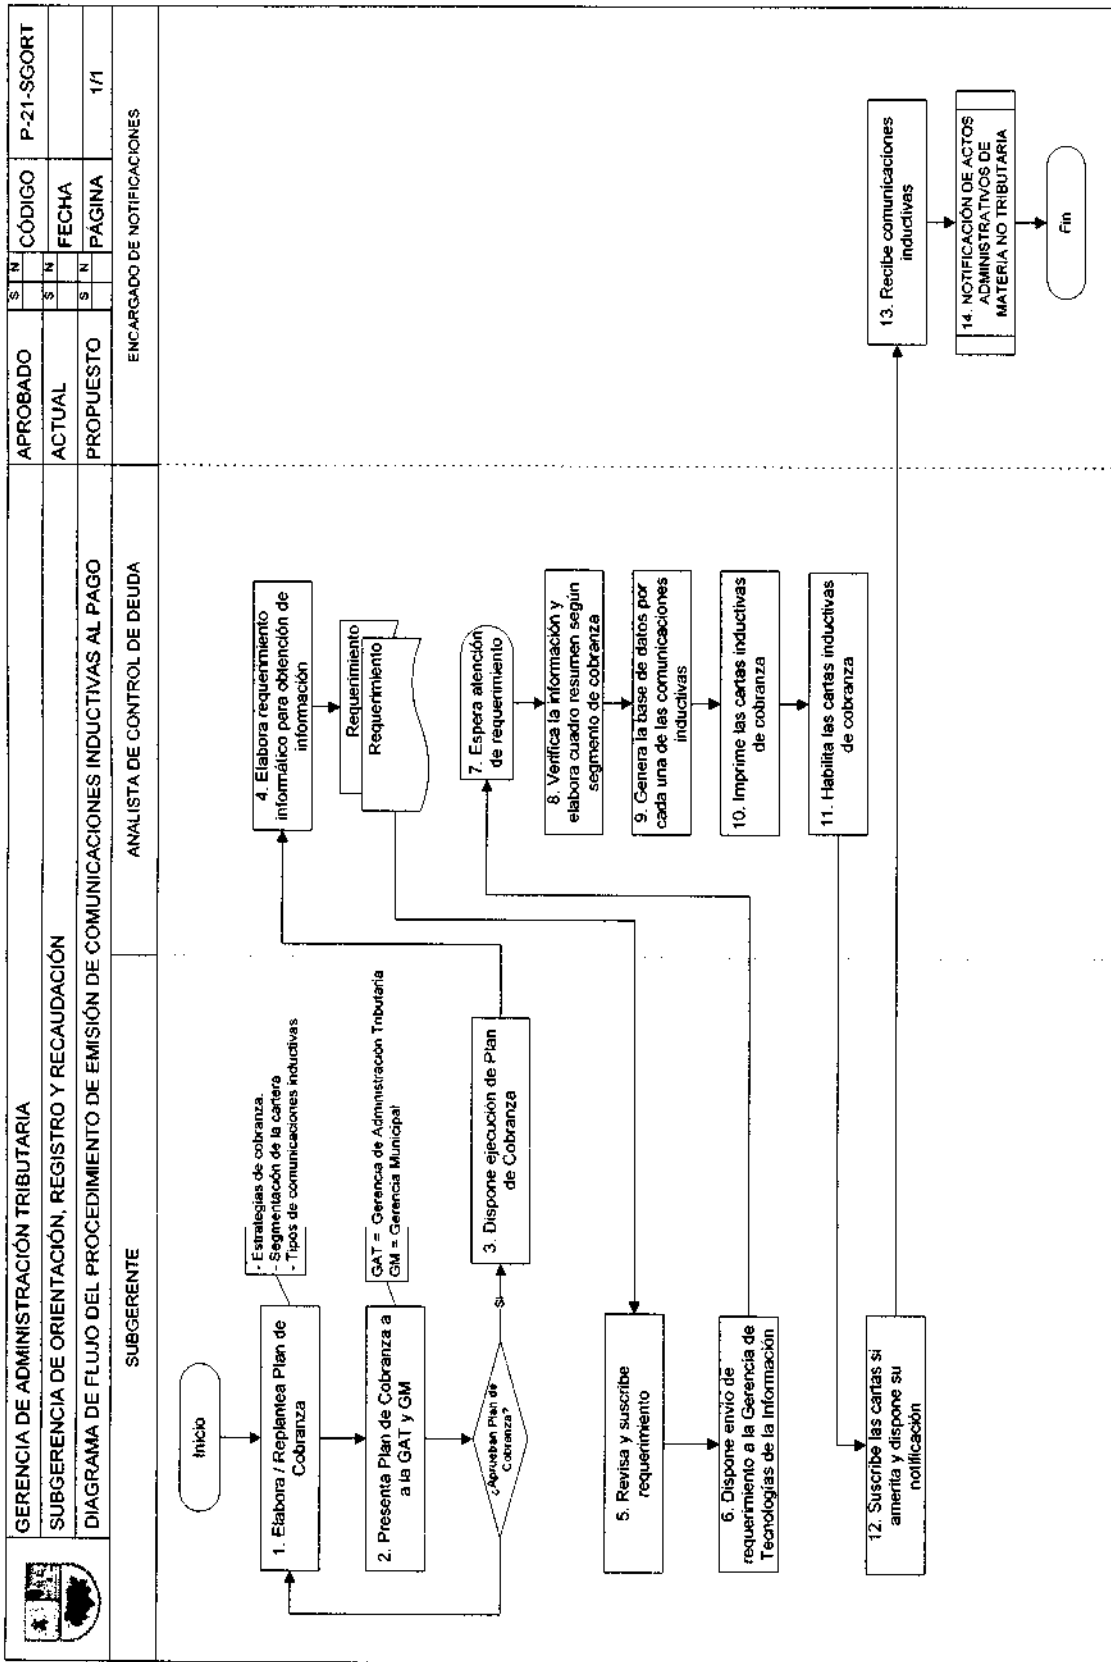 GERENCIA DE ADMINISTRACIÓN TRIBUTARIA
APROBADO
S N
CÓDIGO
P-21-SGORT
SUBGERENCIA DE ORIENTACIÓN, REGISTRO Y RECAUDACIÓN
ACTUAL
S N
FECHA
DIAGRAMA DE FLUJO DEL PROCEDIMIENTO DE EMISIÓN DE COMUNICACIONES INDUCTIVAS AL PAGO
PROPUESTO
S N
PÁGINA
1/1
SUBGERENTE
ANALISTA DE CONTROL DE DEUDA
ENCARGADO DE NOTIFICACIONES
Inicio
1. Elabora / Replantea Plan de
Cobranza
- Estrategias de cobranza.
- Segmentación de la cartera
- Tipos de comunicaciones inductivas
2. Presenta Plan de Cobranza a
a la GAT y GM
GAT = Gerencia de Administración Tributaria
GM = Gerencia Municipal
¿Aprueban Plan de
Cobranza?
SI
3. Dispone ejecución de Plan
de Cobranza
4. Elabora requerimiento
informático para obtención de
información
Requerimiento
Requerimiento
5. Revisa y suscribe
requerimiento
6. Dispone envío de
requerimiento a la Gerencia de
Tecnologías de la Información
7. Espera atención
de requerimiento
8. Verifica la información y
elabora cuadro resumen según
segmento de cobranza
9. Genera la base de datos por
cada una de las comunicaciones
inductivas
10. Imprime las cartas inductivas
de cobranza
11. Habilita las cartas inductivas
de cobranza
12. Suscribe las cartas si
amerita y dispone su
notificación
13. Recibe comunicaciones
inductivas
14. NOTIFICACIÓN DE ACTOS
ADMINISTRATIVOS DE
MATERIA NO TRIBUTARIA
Fin